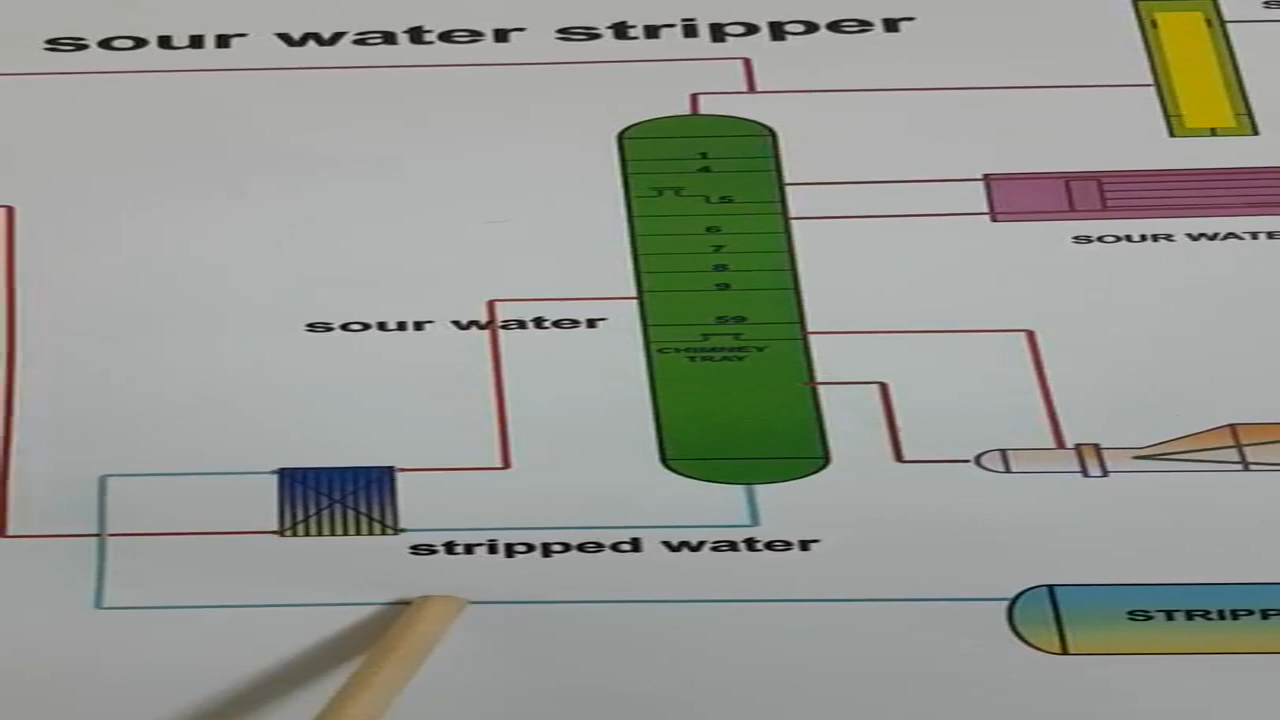 sour water stripper
1
4
5
SOUR WATE
6
7
8
9
sour water
59
CHIMNEY
TRAY
stripped water
STRIPP